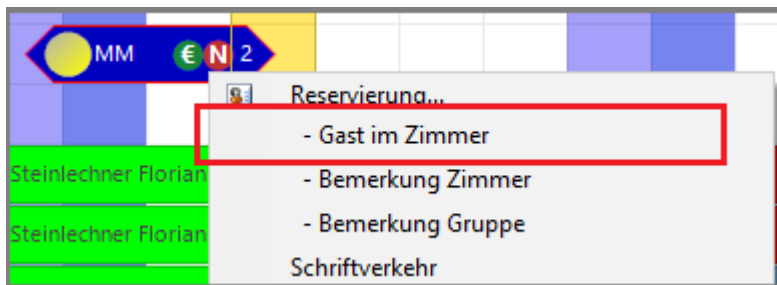 MM € N 2
Reservierung...
- Gast im Zimmer
Steinlechner Florian
- Bemerkung Zimmer
Steinlechner Florian
- Bemerkung Gruppe
Schriftverkehr